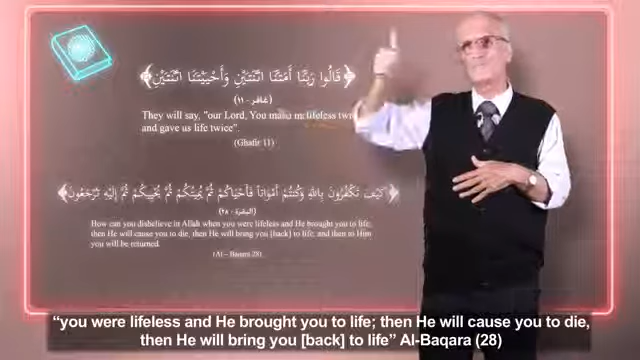 ﴿ قَالُوا رَبَّنَا أَمَتَّنَا اثْنَتَيْنِ وَأَحْيَيْتَنَا اثْنَتَيْنِ ﴾
(غافر - ١١)
They will say, "our Lord, You made us lifeless
and gave us life twice".
(Ghafir 11)
﴿ كَيْفَ تَكْفُرُونَ بِاللَّهِ وَكُنتُمْ أَمْوَاتاً فَأَحْيَاكُمْ ثُمَّ يُمِيتُكُمْ ثُمَّ يُحْيِيكُمْ ثُمَّ إِلَيْهِ تُرْجَعُونَ ﴾
(البقرة - ٢٨)
How can you disbelieve in Allah when you were lifeless and He brought you to life;
then He will cause you to die, then He will bring you [back] to life; and then to Him
you will be returned.
(Al – Baqara 28)
“you were lifeless and He brought you to life; then He will cause you to die,
then He will bring you [back] to life” Al-Baqara (28)